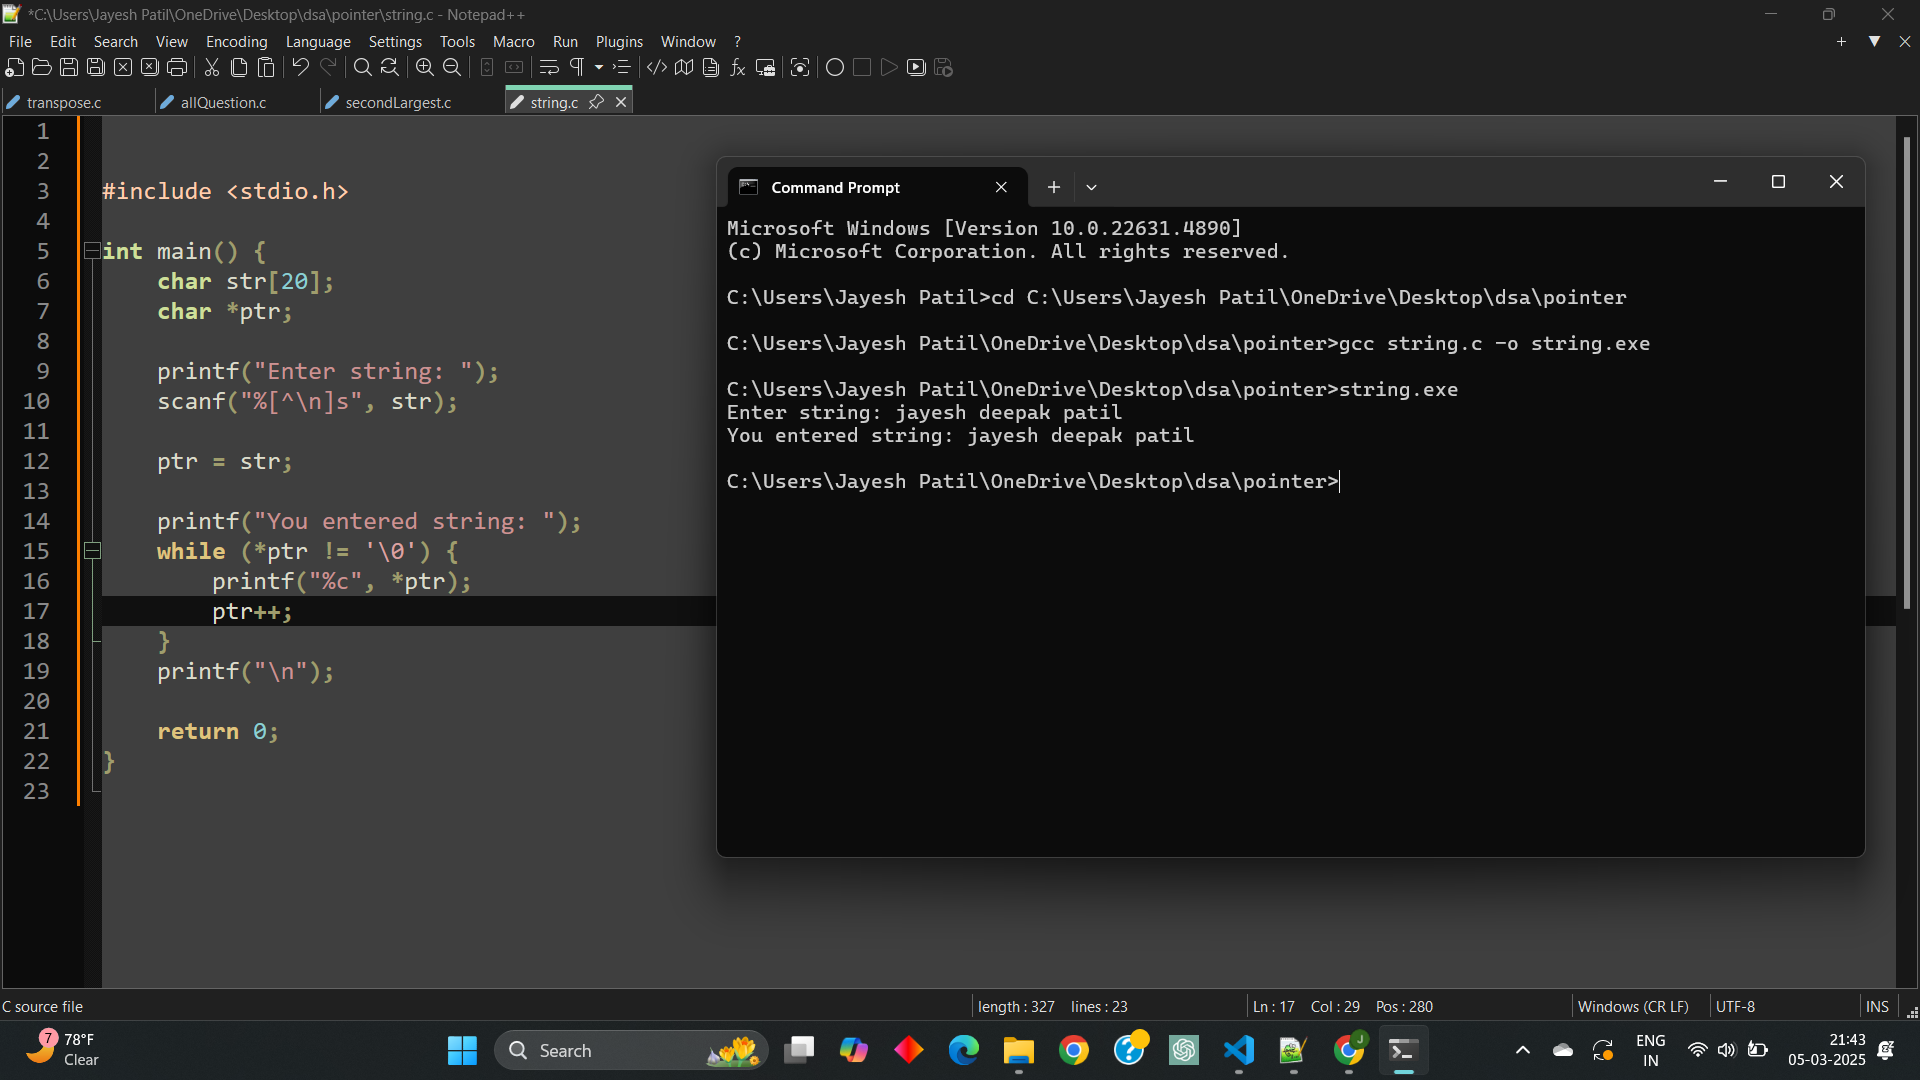 *C:\Users\Jayesh Patil\OneDrive\Desktop\dsa\pointer\string.c - Notepad++
File Edit Search View Encoding Language Settings Tools Macro Run Plugins Window ?
transpose.c allQuestion.c secondLargest.c string.c
1
2
3 #include <stdio.h>
4
5 int main() {
6 char str[20];
7 char *ptr;
8
9 printf("Enter string: ");
10 scanf("%[^\n]s", str);
11
12 ptr = str;
13
14 printf("You entered string: ");
15 while (*ptr != '\0') {
16 printf("%c", *ptr);
17 ptr++;
18 }
19 printf("\n");
20
21 return 0;
22 }
23
Command Prompt
Microsoft Windows [Version 10.0.22631.4890]
(c) Microsoft Corporation. All rights reserved.
C:\Users\Jayesh Patil>cd C:\Users\Jayesh Patil\OneDrive\Desktop\dsa\pointer
C:\Users\Jayesh Patil\OneDrive\Desktop\dsa\pointer>gcc string.c -o string.exe
C:\Users\Jayesh Patil\OneDrive\Desktop\dsa\pointer>string.exe
Enter string: jayesh deepak patil
You entered string: jayesh deepak patil
C:\Users\Jayesh Patil\OneDrive\Desktop\dsa\pointer>
C source file length : 327 lines : 23 Ln : 17 Col : 29 Pos : 280 Windows (CR LF) UTF-8 INS
7 78°F
Clear
Search
J
ENG
IN
21:43
05-03-2025